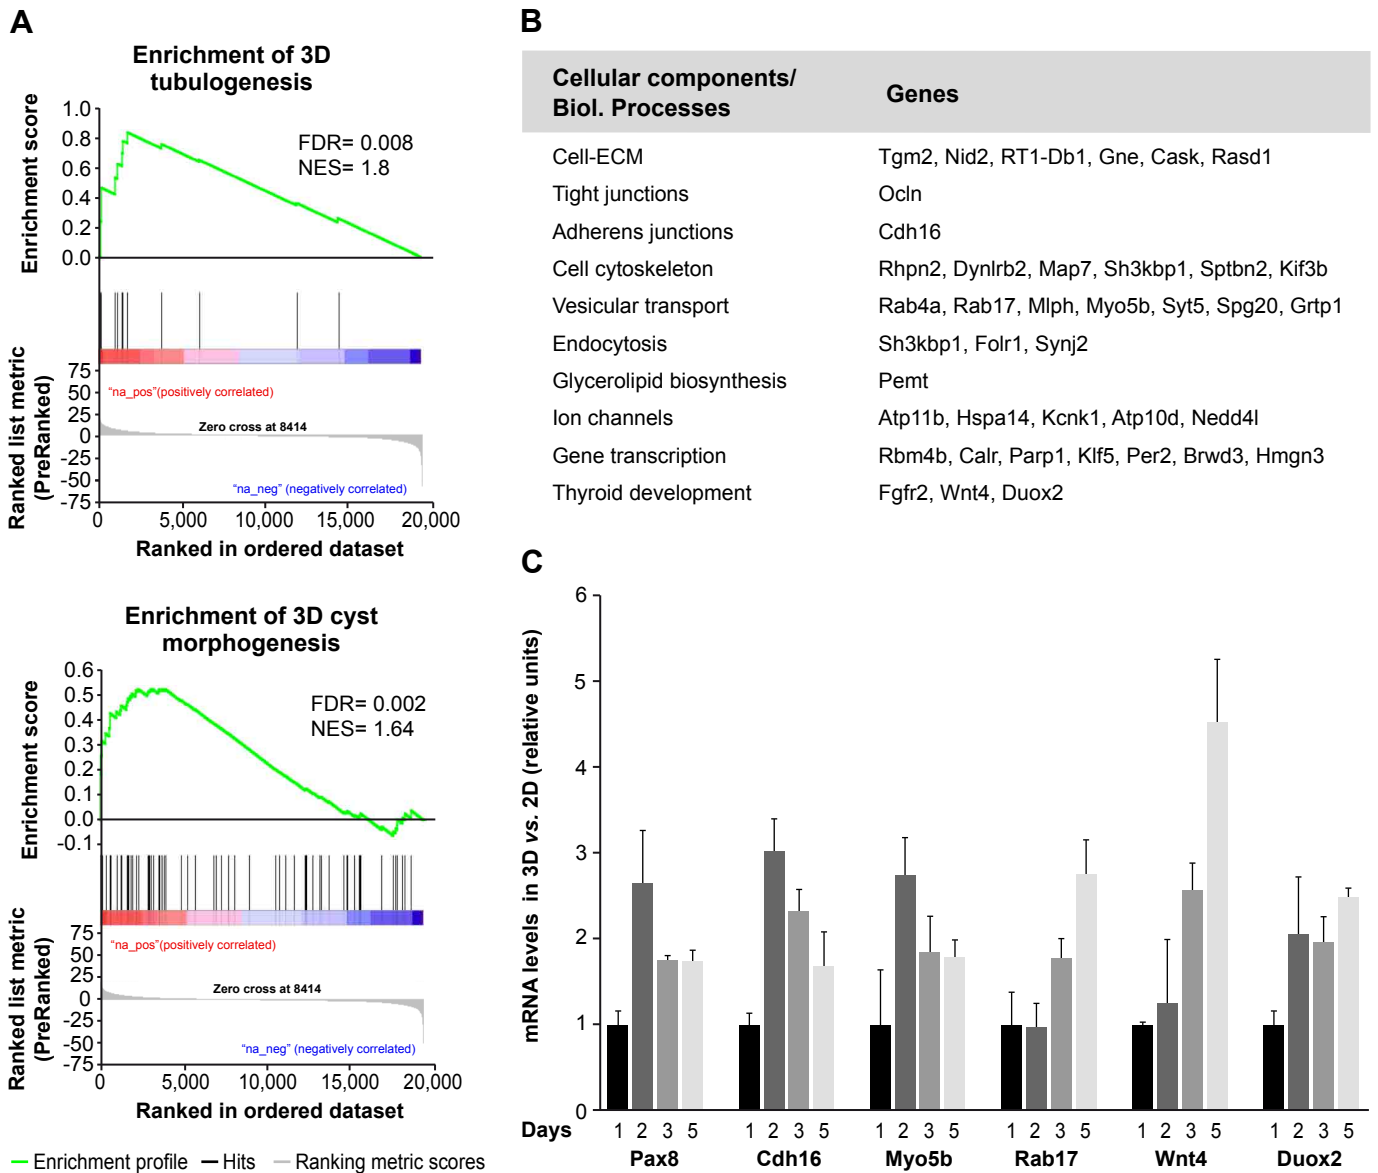 A
Enrichment of 3D
tubulogenesis
Enrichment score
1.0
0.8
0.6
0.4
0.2
0.0
FDR= 0.008
NES= 1.8
Ranked list metric
(PreRanked)
75
50
25
0
-25
-50
-75
"na_pos"(positively correlated)
Zero cross at 8414
"na_neg" (negatively correlated)
0 5,000 10,000 15,000 20,000
Ranked in ordered dataset
Enrichment of 3D cyst
morphogenesis
Enrichment score
0.6
0.5
0.4
0.3
0.2
0.1
0.0
-0.1
FDR= 0.002
NES= 1.64
Ranked list metric
(PreRanked)
75
50
25
0
-25
-50
-75
"na_pos"(positively correlated)
Zero cross at 8414
"na_neg" (negatively correlated)
0 5,000 10,000 15,000 20,000
Ranked in ordered dataset
Enrichment profile Hits Ranking metric scores
B
Cellular components/
Biol. Processes
Genes
Cell-ECM Tgm2, Nid2, RT1-Db1, Gne, Cask, Rasd1
Tight junctions Ocln
Adherens junctions Cdh16
Cell cytoskeleton Rhpn2, Dynlrb2, Map7, Sh3kbp1, Sptbn2, Kif3b
Vesicular transport Rab4a, Rab17, Mlph, Myo5b, Syt5, Spg20, Grtp1
Endocytosis Sh3kbp1, Folr1, Synj2
Glycerolipid biosynthesis Pemt
Ion channels Atp11b, Hspa14, Kcnk1, Atp10d, Nedd4l
Gene transcription Rbm4b, Calr, Parp1, Klf5, Per2, Brwd3, Hmgn3
Thyroid development Fgfr2, Wnt4, Duox2
C
mRNA levels in 3D vs. 2D (relative units)
6
5
4
3
2
1
0
Days 1 2 3 5 1 2 3 5 1 2 3 5 1 2 3 5 1 2 3 5 1 2 3 5
Pax8 Cdh16 Myo5b Rab17 Wnt4 Duox2